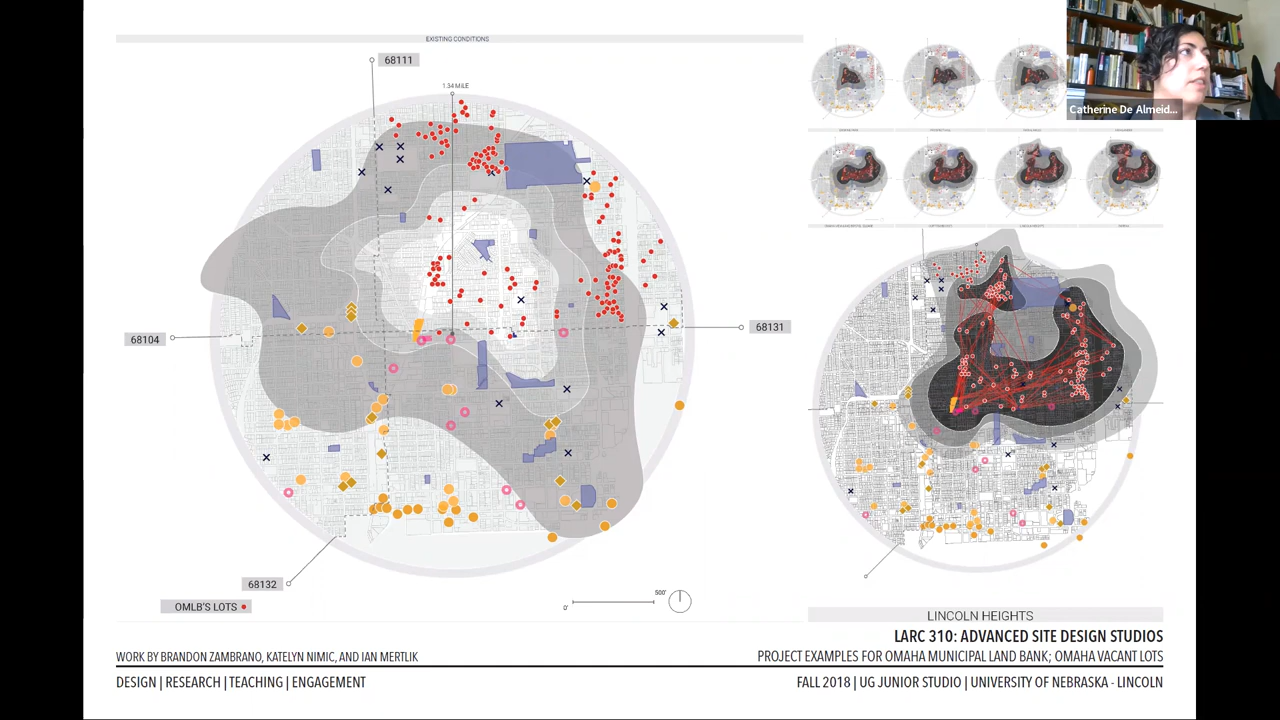 EXISTING CONDITIONS
68111
1.34 MILE
Catherine De Almeid...
68104
68131
68132
OMLB'S LOTS
0'
500'
LINCOLN HEIGHTS
LARC 310: ADVANCED SITE DESIGN STUDIOS
WORK BY BRANDON ZAMBRANO, KATELYN NIMIC, AND IAN MERTLIK
PROJECT EXAMPLES FOR OMAHA MUNICIPAL LAND BANK; OMAHA VACANT LOTS
DESIGN | RESEARCH | TEACHING | ENGAGEMENT
FALL 2018 | UG JUNIOR STUDIO | UNIVERSITY OF NEBRASKA - LINCOLN